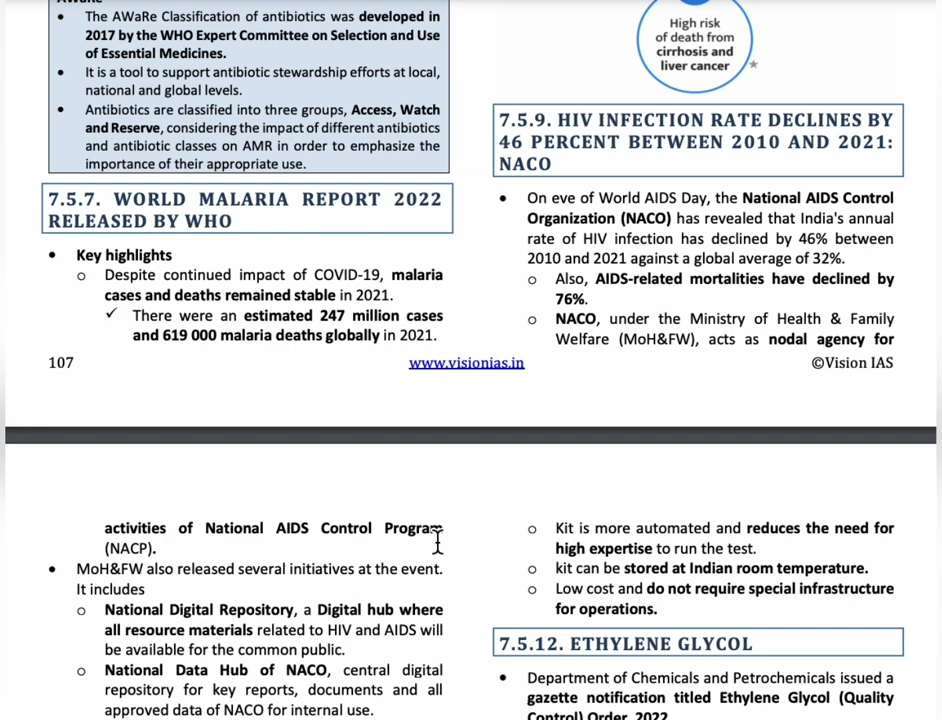 AWaRe
• The AWaRe Classification of antibiotics was developed in
2017 by the WHO Expert Committee on Selection and Use
of Essential Medicines.
• It is a tool to support antibiotic stewardship efforts at local,
national and global levels.
• Antibiotics are classified into three groups, Access, Watch
and Reserve, considering the impact of different antibiotics
and antibiotic classes on AMR in order to emphasize the
importance of their appropriate use.
7.5.7. WORLD MALARIA REPORT 2022
RELEASED BY WHO
• Key highlights
o Despite continued impact of COVID-19, malaria
cases and deaths remained stable in 2021.
✓ There were an estimated 247 million cases
and 619 000 malaria deaths globally in 2021.
High risk
of death from
cirrhosis and
liver cancer
7.5.9. HIV INFECTION RATE DECLINES BY
46 PERCENT BETWEEN 2010 AND 2021:
NACO
• On eve of World AIDS Day, the National AIDS Control
Organization (NACO) has revealed that India's annual
rate of HIV infection has declined by 46% between
2010 and 2021 against a global average of 32%.
o Also, AIDS-related mortalities have declined by
76%.
o NACO, under the Ministry of Health & Family
Welfare (MoH&FW), acts as nodal agency for
107
www.visionias.in
©Vision IAS
activities of National AIDS Control Program
(NACP).
• MoH&FW also released several initiatives at the event.
It includes
o National Digital Repository, a Digital hub where
all resource materials related to HIV and AIDS will
be available for the common public.
o National Data Hub of NACO, central digital
repository for key reports, documents and all
approved data of NACO for internal use.
o Kit is more automated and reduces the need for
high expertise to run the test.
o kit can be stored at Indian room temperature.
o Low cost and do not require special infrastructure
for operations.
7.5.12. ETHYLENE GLYCOL
• Department of Chemicals and Petrochemicals issued a
gazette notification titled Ethylene Glycol (Quality
Control) Order, 2022